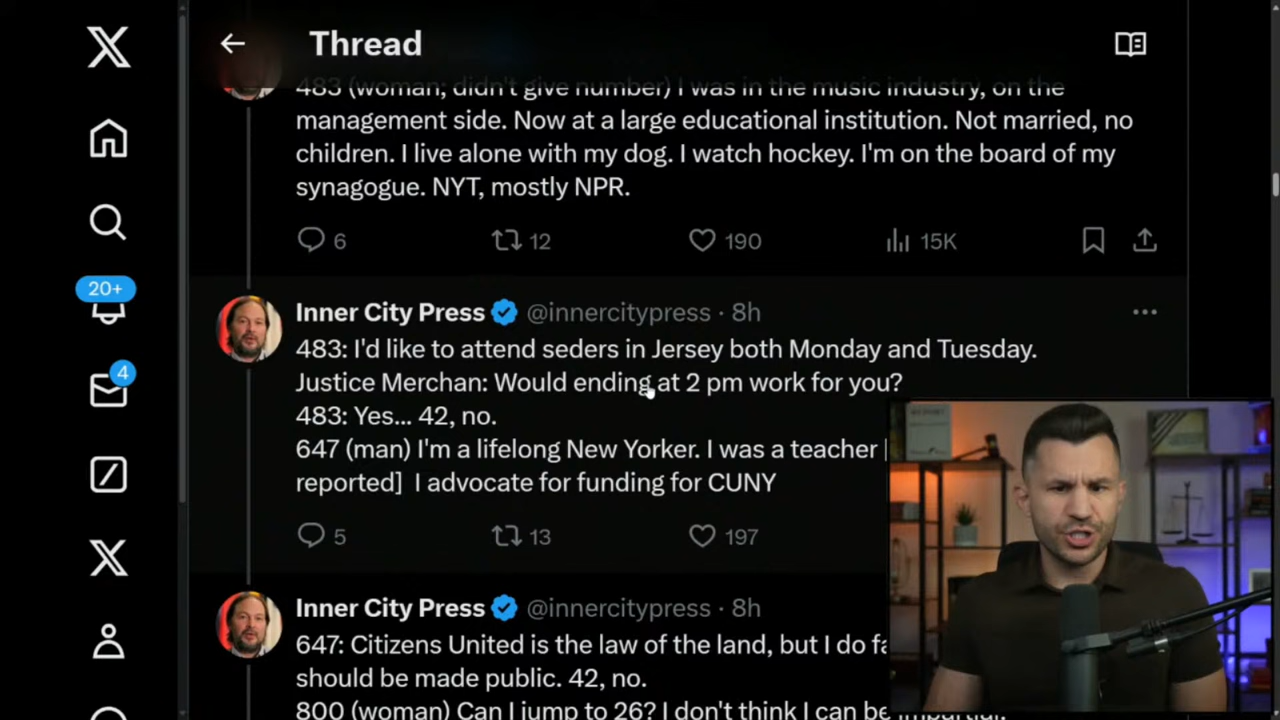 Thread
483 (woman; didn't give number) I was in the music industry, on the
management side. Now at a large educational institution. Not married, no
children. I live alone with my dog. I watch hockey. I'm on the board of my
synagogue. NYT, mostly NPR.
6 12 190 15K
20+
Inner City Press @innercitypress · 8h
483: I'd like to attend seders in Jersey both Monday and Tuesday.
Justice Merchan: Would ending at 2 pm work for you?
4
483: Yes... 42, no.
647 (man) I'm a lifelong New Yorker. I was a teacher
reported] I advocate for funding for CUNY
5 13 197
Inner City Press @innercitypress · 8h
647: Citizens United is the law of the land, but I do
should be made public. 42, no.
800 (woman) Can I jump to 26? I don't think I can be impartial.